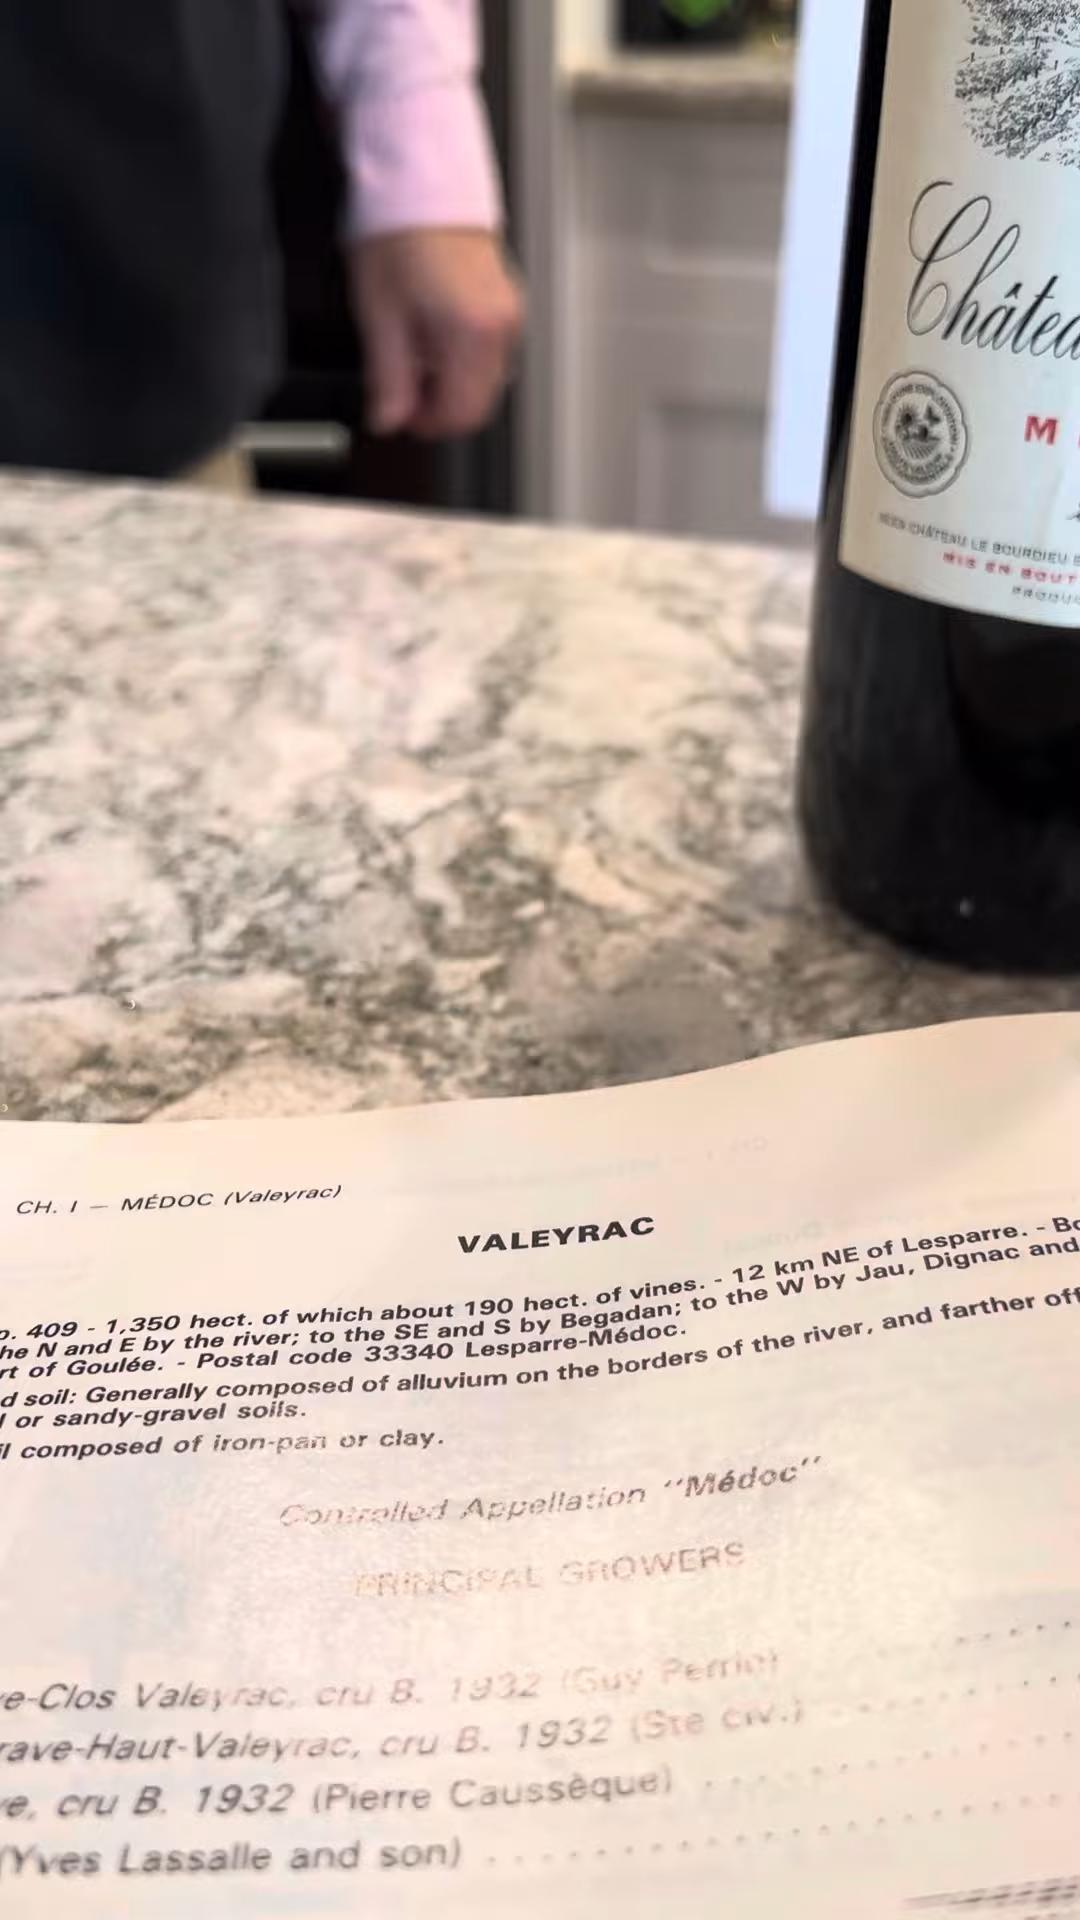 Châtea
M
CHÂTEAU LE BOURDIEU
MIS EN BOUT
PRODUC
CH. I — MÉDOC (Valeyrac)
VALEYRAC
p. 409 - 1,350 hect. of which about 190 hect. of vines. - 12 km NE of Lesparre. - Bo
he N and E by the river; to the SE and S by Begadan; to the W by Jau, Dignac and
rt of Goulée. - Postal code 33340 Lesparre-Médoc.
d soil: Generally composed of alluvium on the borders of the river, and farther off
l or sandy-gravel soils.
il composed of iron-pan or clay.
Controlled Appellation ‘‘Médoc’’
PRINCIPAL GROWERS
e-Clos Valeyrac, cru B. 1932 (Guy
rave-Haut-Valeyrac, cru B. 1932 (Ste civ.)
ve, cru B. 1932 (Pierre Caussèque)
(Yves Lassalle and son)